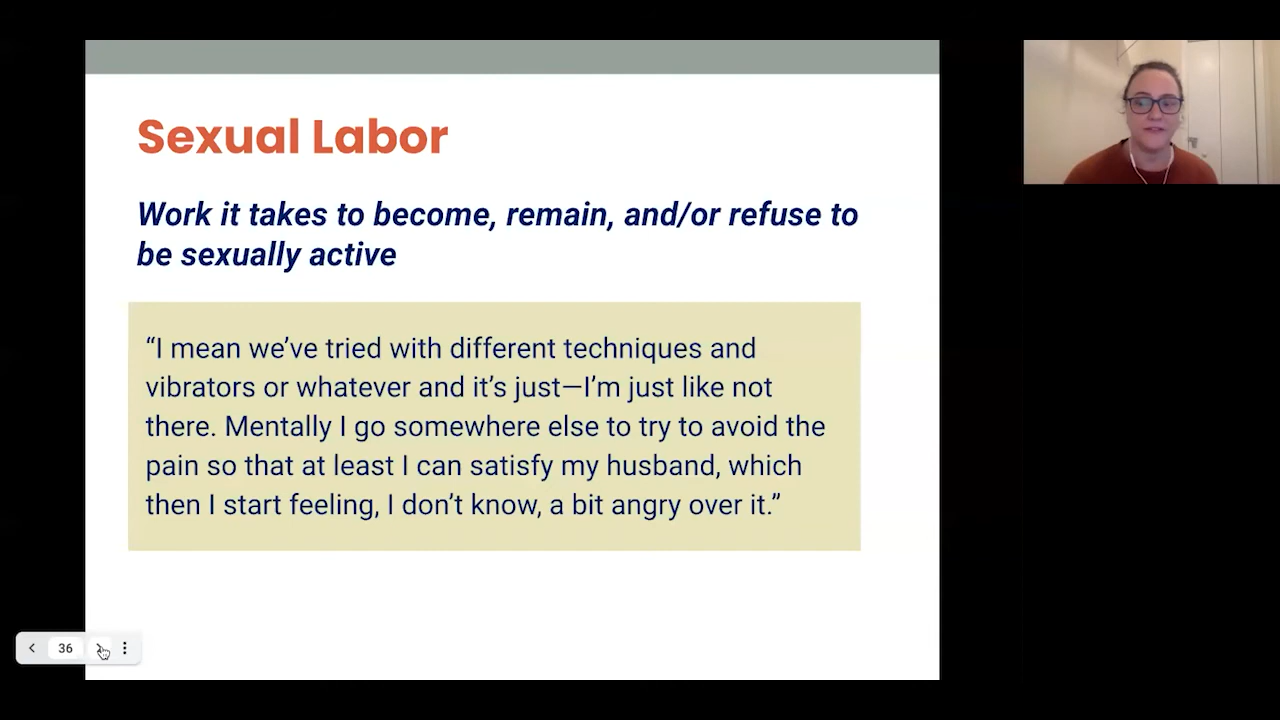 Sexual Labor
Work it takes to become, remain, and/or refuse to
be sexually active
“I mean we’ve tried with different techniques and
vibrators or whatever and it’s just—I’m just like not
there. Mentally I go somewhere else to try to avoid the
pain so that at least I can satisfy my husband, which
then I start feeling, I don’t know, a bit angry over it.”
36